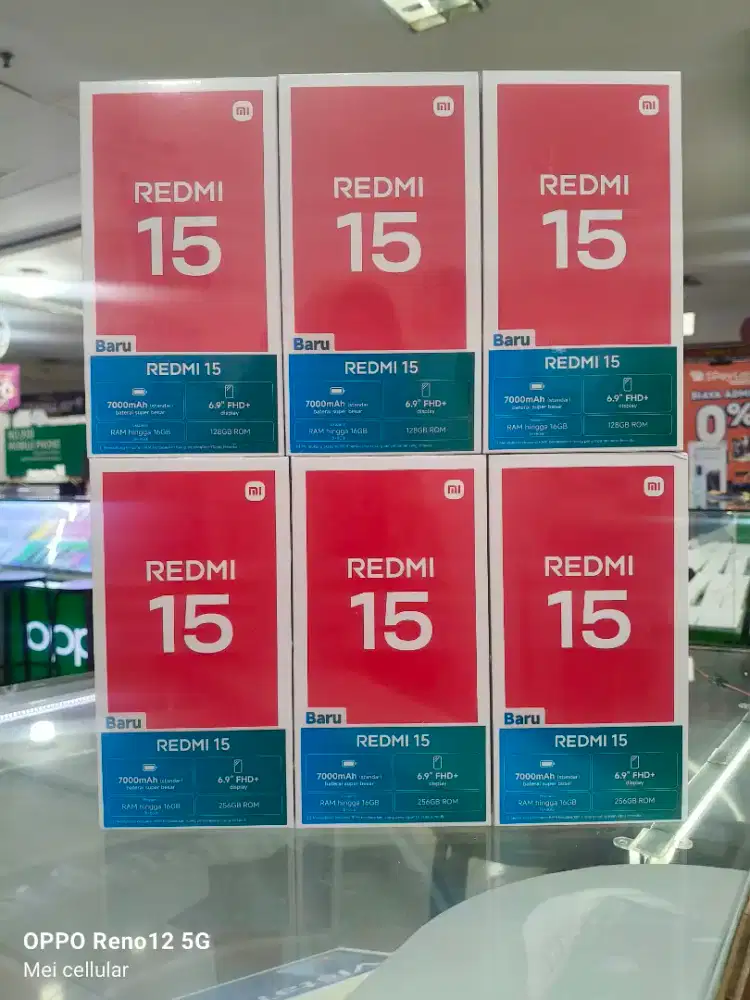 REDMI
15
Baru
REDMI 15
7000mAh (standar)
baterai super besar
6.9" FHD+
display
RAM hingga 16GB
128GB ROM
REDMI
15
Baru
REDMI 15
7000mAh (standar)
baterai super besar
6.9" FHD+
display
RAM hingga 16GB
128GB ROM
REDMI
15
Baru
REDMI 15
7000mAh (standar)
baterai super besar
6.9" FHD+
display
RAM hingga 16GB
128GB ROM
0%
REDMI
15
Baru
REDMI 15
7000mAh (standar)
baterai super besar
6.9" FHD+
display
RAM hingga 16GB
256GB ROM
REDMI
15
Baru
REDMI 15
7000mAh (standar)
baterai super besar
6.9" FHD+
display
RAM hingga 16GB
256GB ROM
REDMI
15
Baru
REDMI 15
7000mAh (standar)
baterai super besar
6.9" FHD+
display
RAM hingga 16GB
256GB ROM
OPPO Reno12 5G
Mei cellular